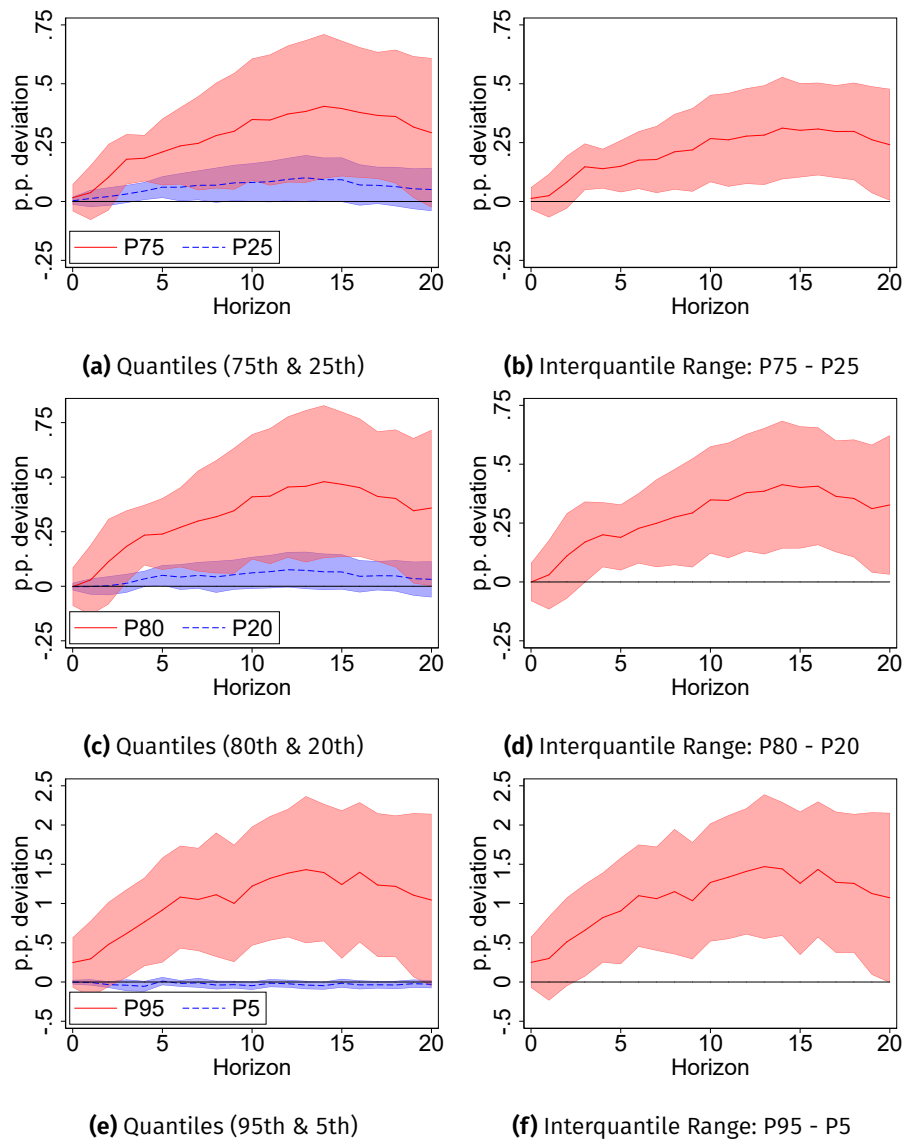 p.p. deviation
.75
.5
.25
0
-.25
P75 P25
0 5 10 15 20
Horizon
(a) Quantiles (75th & 25th)
p.p. deviation
.75
.5
.25
0
-.25
0 5 10 15 20
Horizon
(b) Interquantile Range: P75 - P25
p.p. deviation
.75
.5
.25
0
-.25
P80 P20
0 5 10 15 20
Horizon
(c) Quantiles (80th & 20th)
p.p. deviation
.75
.5
.25
0
-.25
0 5 10 15 20
Horizon
(d) Interquantile Range: P80 - P20
p.p. deviation
2.5
2
1.5
1
.5
0
-.5
P95 P5
0 5 10 15 20
Horizon
(e) Quantiles (95th & 5th)
p.p. deviation
2.5
2
1.5
1
.5
0
-.5
0 5 10 15 20
Horizon
(f) Interquantile Range: P95 - P5